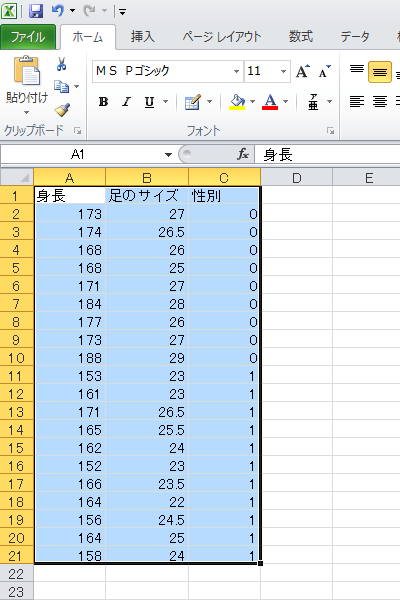 ファイル ホーム 挿入 ページ レイアウト 数式 データ
貼り付け
ＭＳ Ｐゴシック 11 A A
B I U A 亜
クリップボード フォント
A1 fx 身長
A B C D E
1 身長 足のサイズ 性別
2 173 27 0
3 174 26.5 0
4 168 26 0
5 168 25 0
6 171 27 0
7 184 28 0
8 177 26 0
9 173 27 0
10 188 29 0
11 153 23 1
12 161 23 1
13 171 26.5 1
14 165 25.5 1
15 162 24 1
16 152 23 1
17 166 23.5 1
18 164 22 1
19 156 24.5 1
20 164 25 1
21 158 24 1
22
23